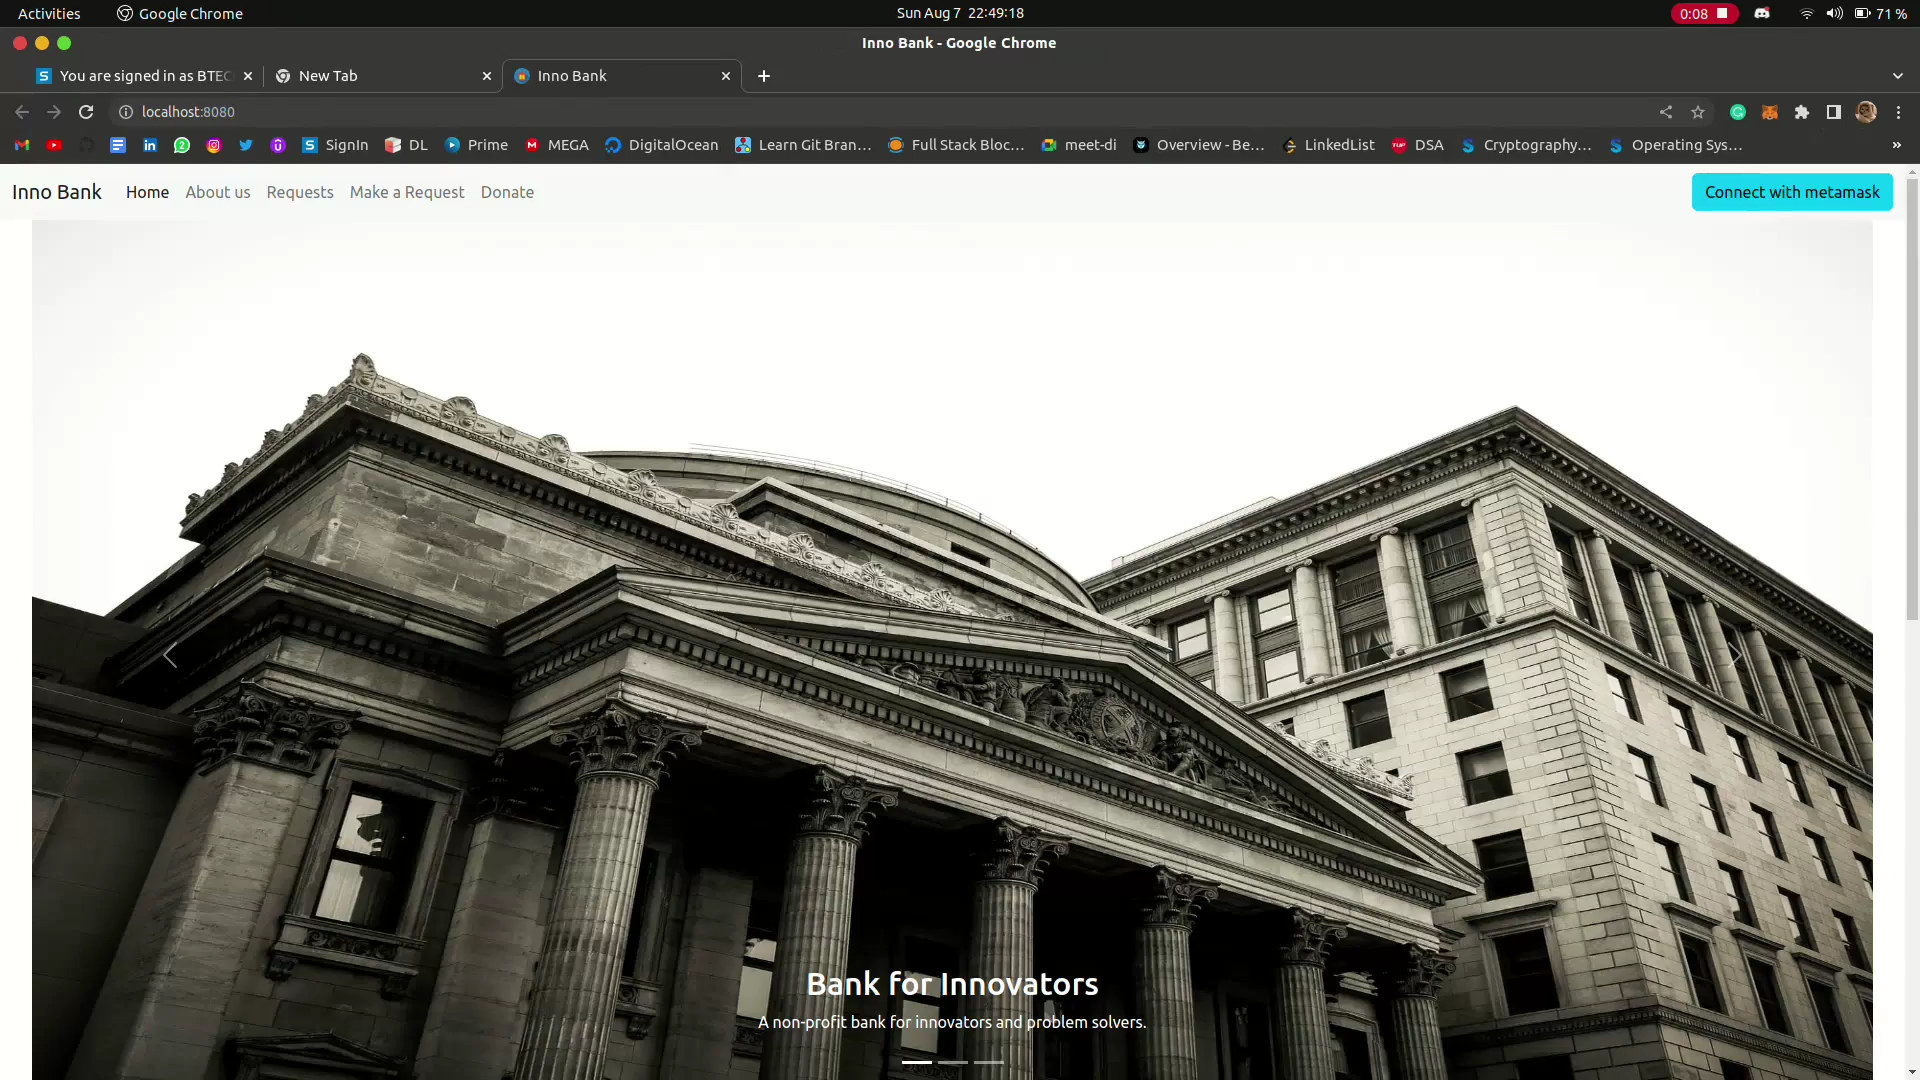 Activities Google Chrome Sun Aug 7 22:49:18 0:08 71 %
Inno Bank - Google Chrome
You are signed in as BTEC New Tab Inno Bank
localhost:8080
SignIn DL Prime MEGA DigitalOcean Learn Git Bran… Full Stack Bloc… meet-di Overview - Be… LinkedList DSA Cryptography,… Operating Sys…
Inno Bank Home About us Requests Make a Request Donate Connect with metamask
Bank for Innovators
A non-profit bank for innovators and problem solvers.